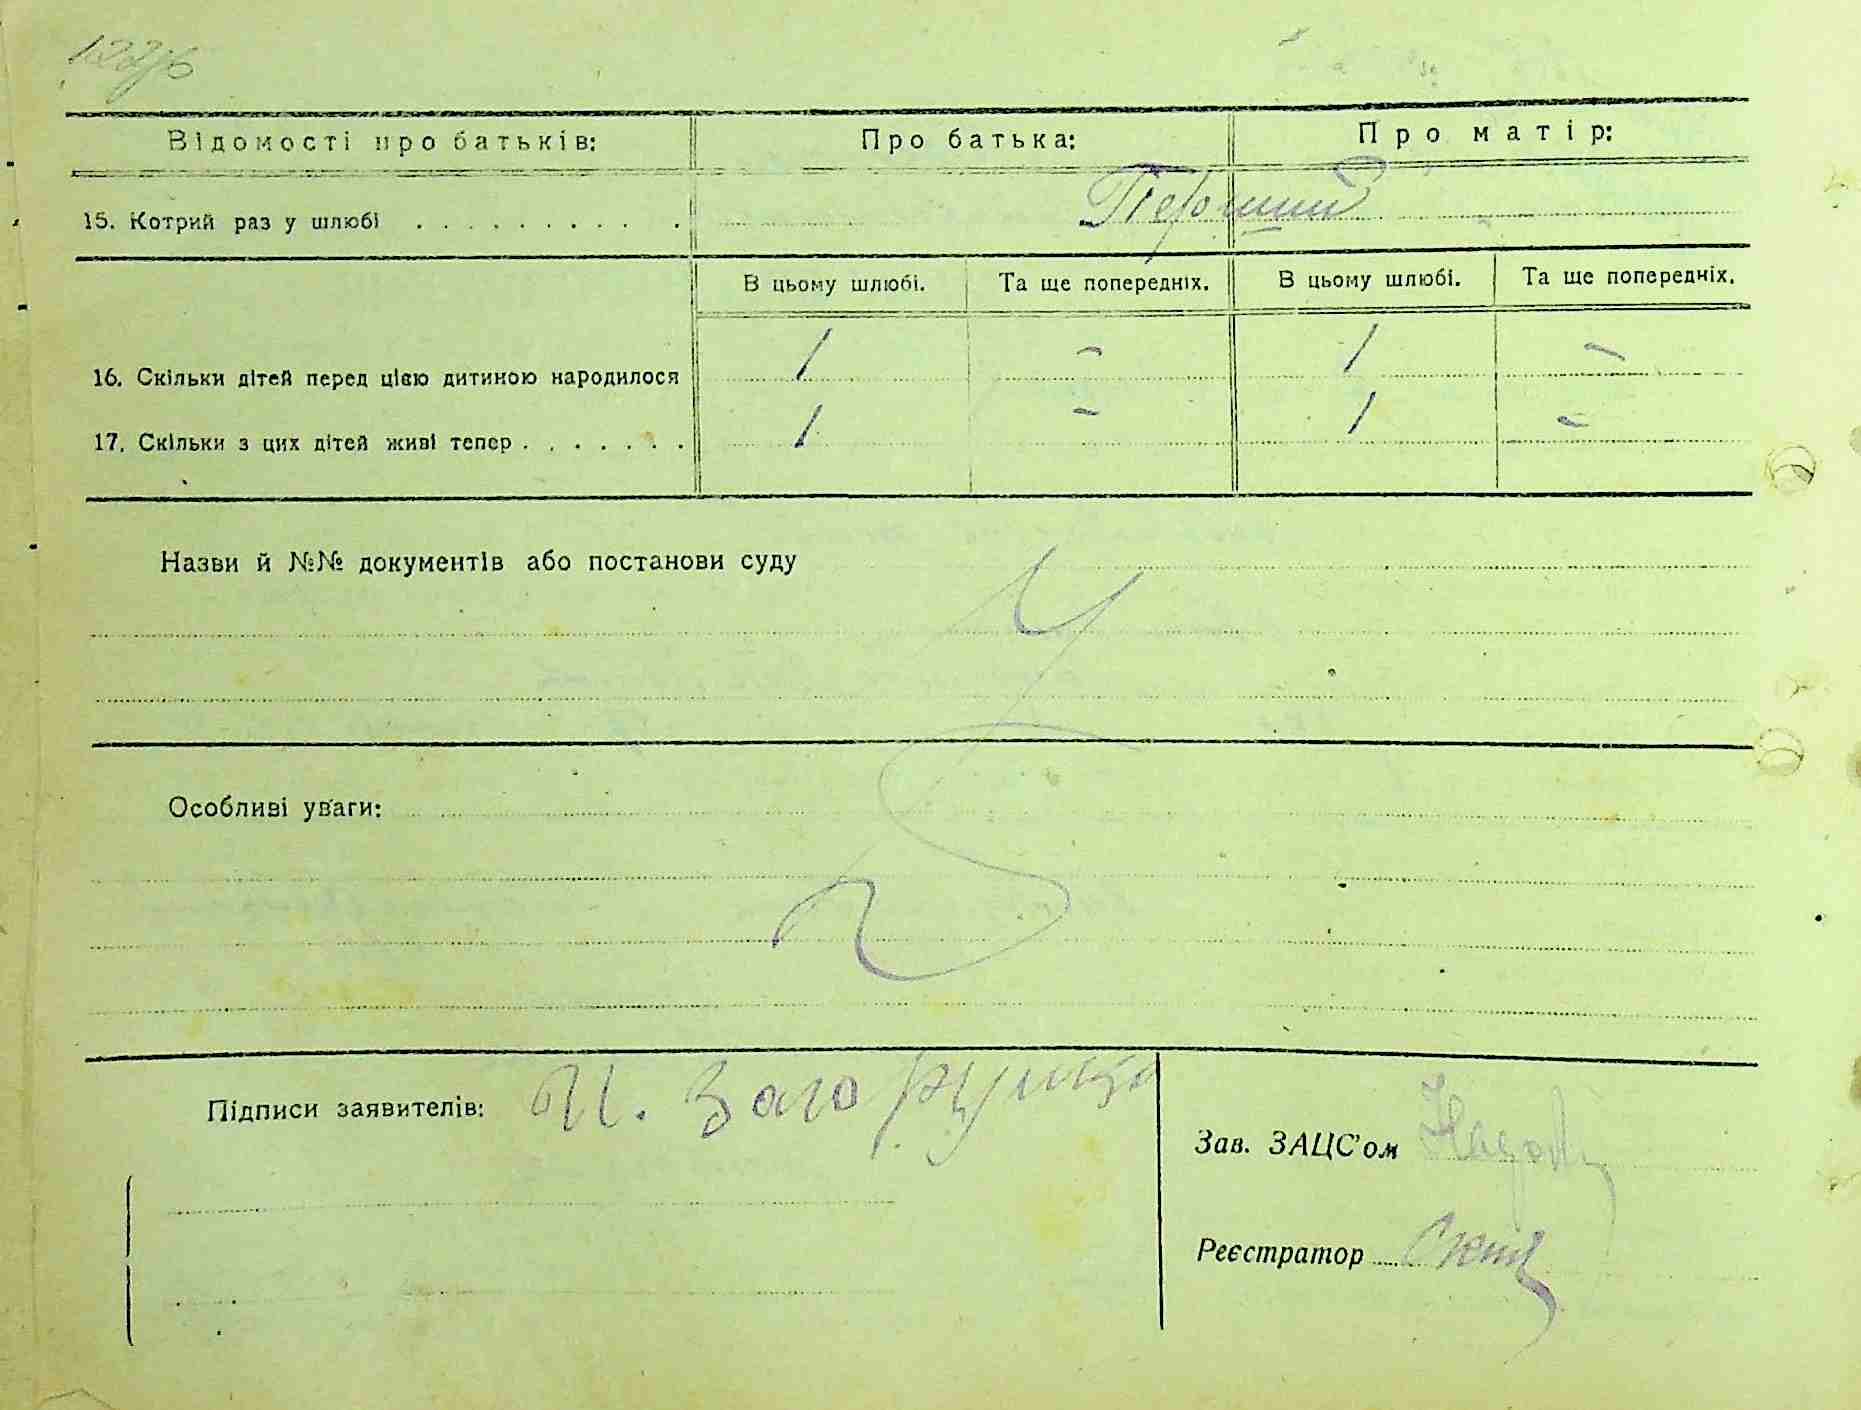 Відомості про батьків: Про батька: Про матір:
15. Котрий раз у шлюбі . . . . . . . . . . Перший
В цьому шлюбі. Та ще попередніх. В цьому шлюбі. Та ще попередніх.
16. Скільки дітей перед цією дитиною народилося 1 - 1 -
17. Скільки з цих дітей живі тепер . . . . . . . 1 - 1 -
Назви й №№ документів або постанови суду
Особливі уваги:
Підписи заявителів:
Зав. ЗАЦС'ом
Реєстратор